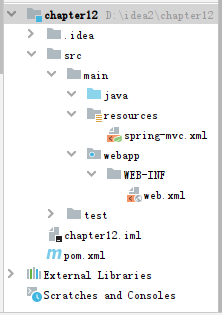 chapter12 D:\idea2\chapter12
.idea
src
main
java
resources
spring-mvc.xml
webapp
WEB-INF
web.xml
test
chapter12.iml
pom.xml
External Libraries
Scratches and Consoles